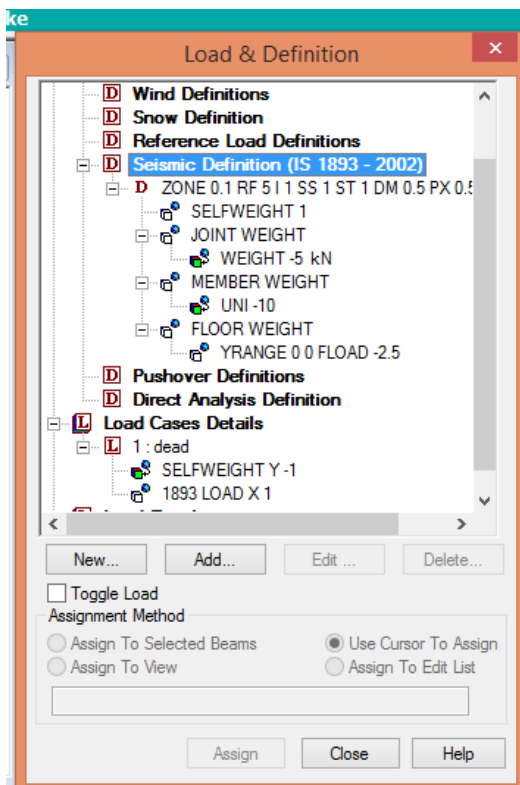 ke
Load & Definition
D Wind Definitions
D Snow Definition
D Reference Load Definitions
D Seismic Definition (IS 1893 - 2002)
D ZONE 0.1 RF 5 I 1 SS 1 ST 1 DM 0.5 PX 0.5
SELFWEIGHT 1
JOINT WEIGHT
WEIGHT -5 kN
MEMBER WEIGHT
UNI -10
FLOOR WEIGHT
YRANGE 0 0 FLOAD -2.5
D Pushover Definitions
D Direct Analysis Definition
L Load Cases Details
L 1 : dead
SELFWEIGHT Y -1
1893 LOAD X 1
New... Add... Edit ... Delete...
Toggle Load
Assignment Method
Assign To Selected Beams Use Cursor To Assign
Assign To View Assign To Edit List
Assign Close Help